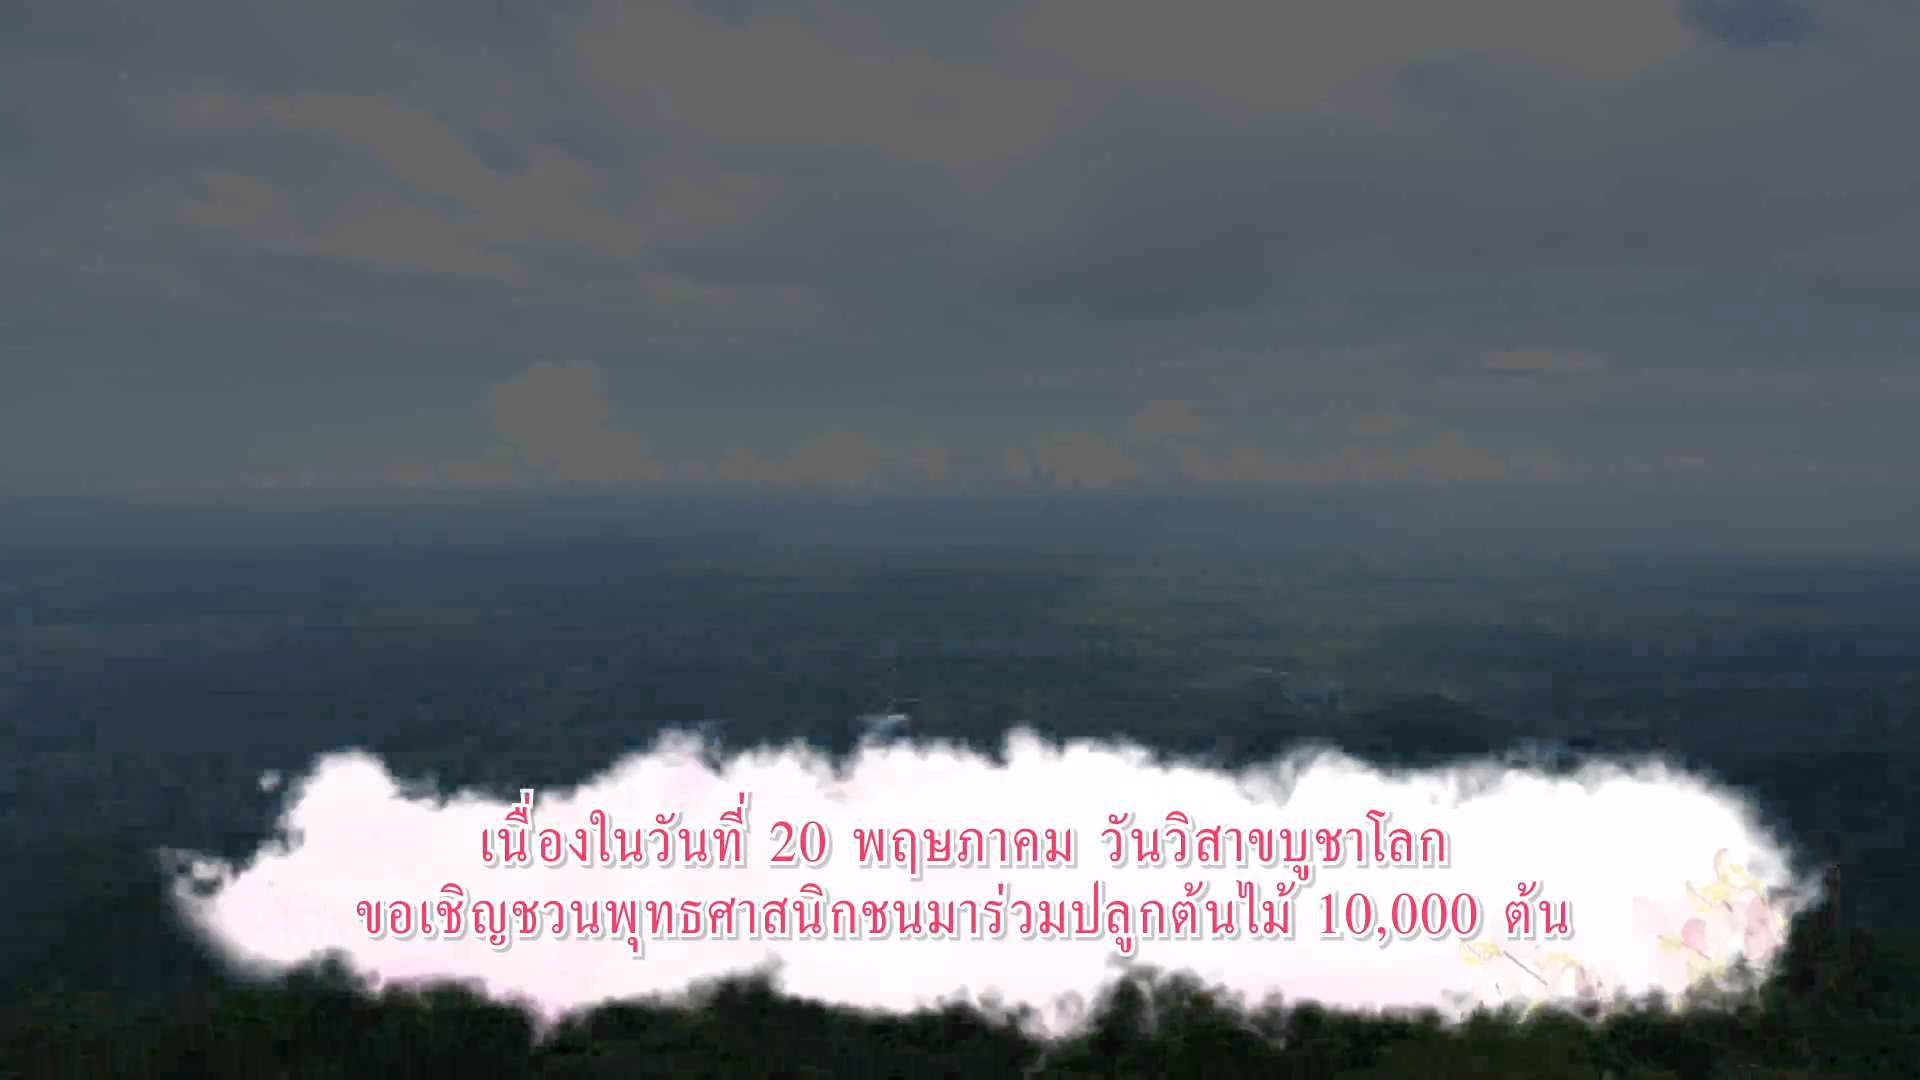 เนื่องในวันที่ 20 พฤษภาคม วันวิสาขบูชาโลก
ขอเชิญชวนพุทธศาสนิกชนมาร่วมปลูกต้นไม้ 10,000 ต้น